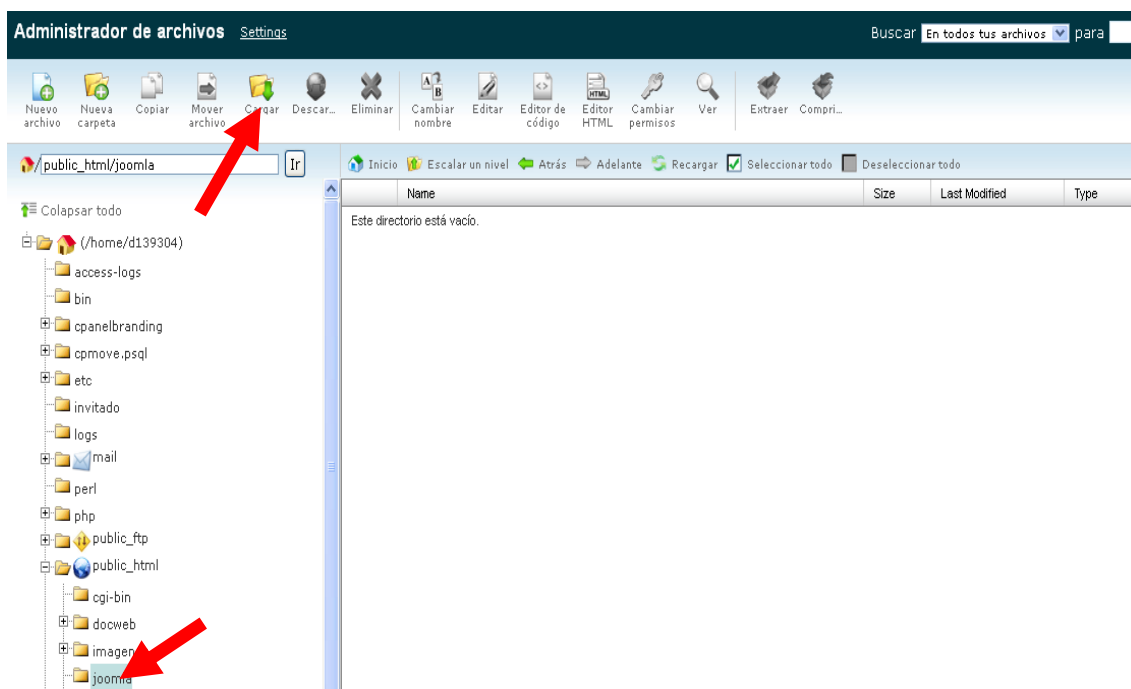 Administrador de archivos Settings Buscar En todos tus archivos para
Nuevo archivo
Nueva carpeta
Copiar
Mover archivo
Cargar
Descar...
Eliminar
Cambiar nombre
Editar
Editor de código
Editor HTML
Cambiar permisos
Ver
Extraer
Compri...
/ public_html/joomla Ir
Inicio Escalar un nivel Atrás Adelante Recargar Seleccionar todo Deseleccionar todo
Name Size Last Modified Type
Este directorio está vacío.
Colapsar todo
(/home/d139304)
access-logs
bin
cpanelbranding
cpmove.psql
etc
invitado
logs
mail
perl
php
public_ftp
public_html
cgi-bin
docweb
joomla